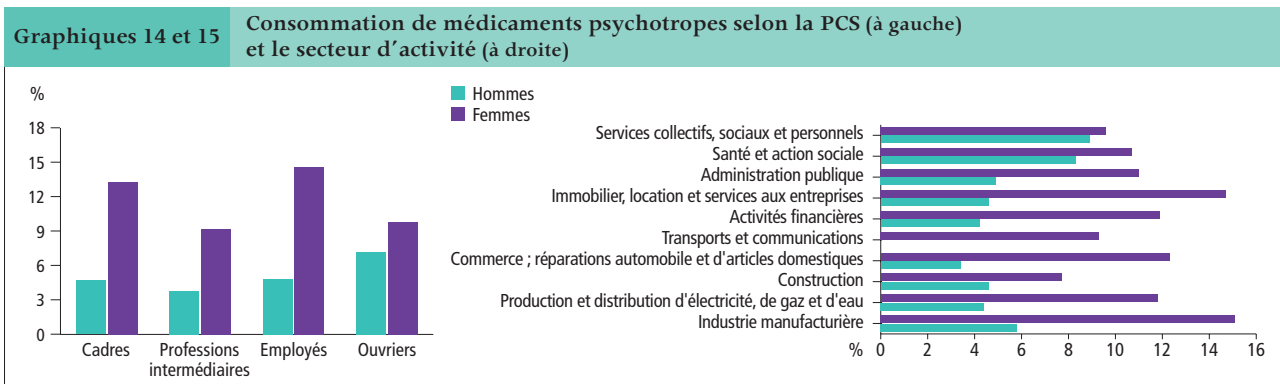 Graphiques 14 et 15
Consommation de médicaments psychotropes selon la PCS (à gauche)
et le secteur d'activité (à droite)
%
18
15
12
9
6
3
0
Cadres
Professions
intermédiaires
Employés
Ouvriers
Hommes
Femmes
Services collectifs, sociaux et personnels
Santé et action sociale
Administration publique
Immobilier, location et services aux entreprises
Activités financières
Transports et communications
Commerce ; réparations automobile et d'articles domestiques
Construction
Production et distribution d'électricité, de gaz et d'eau
Industrie manufacturière
% 0 2 4 6 8 10 12 14 16